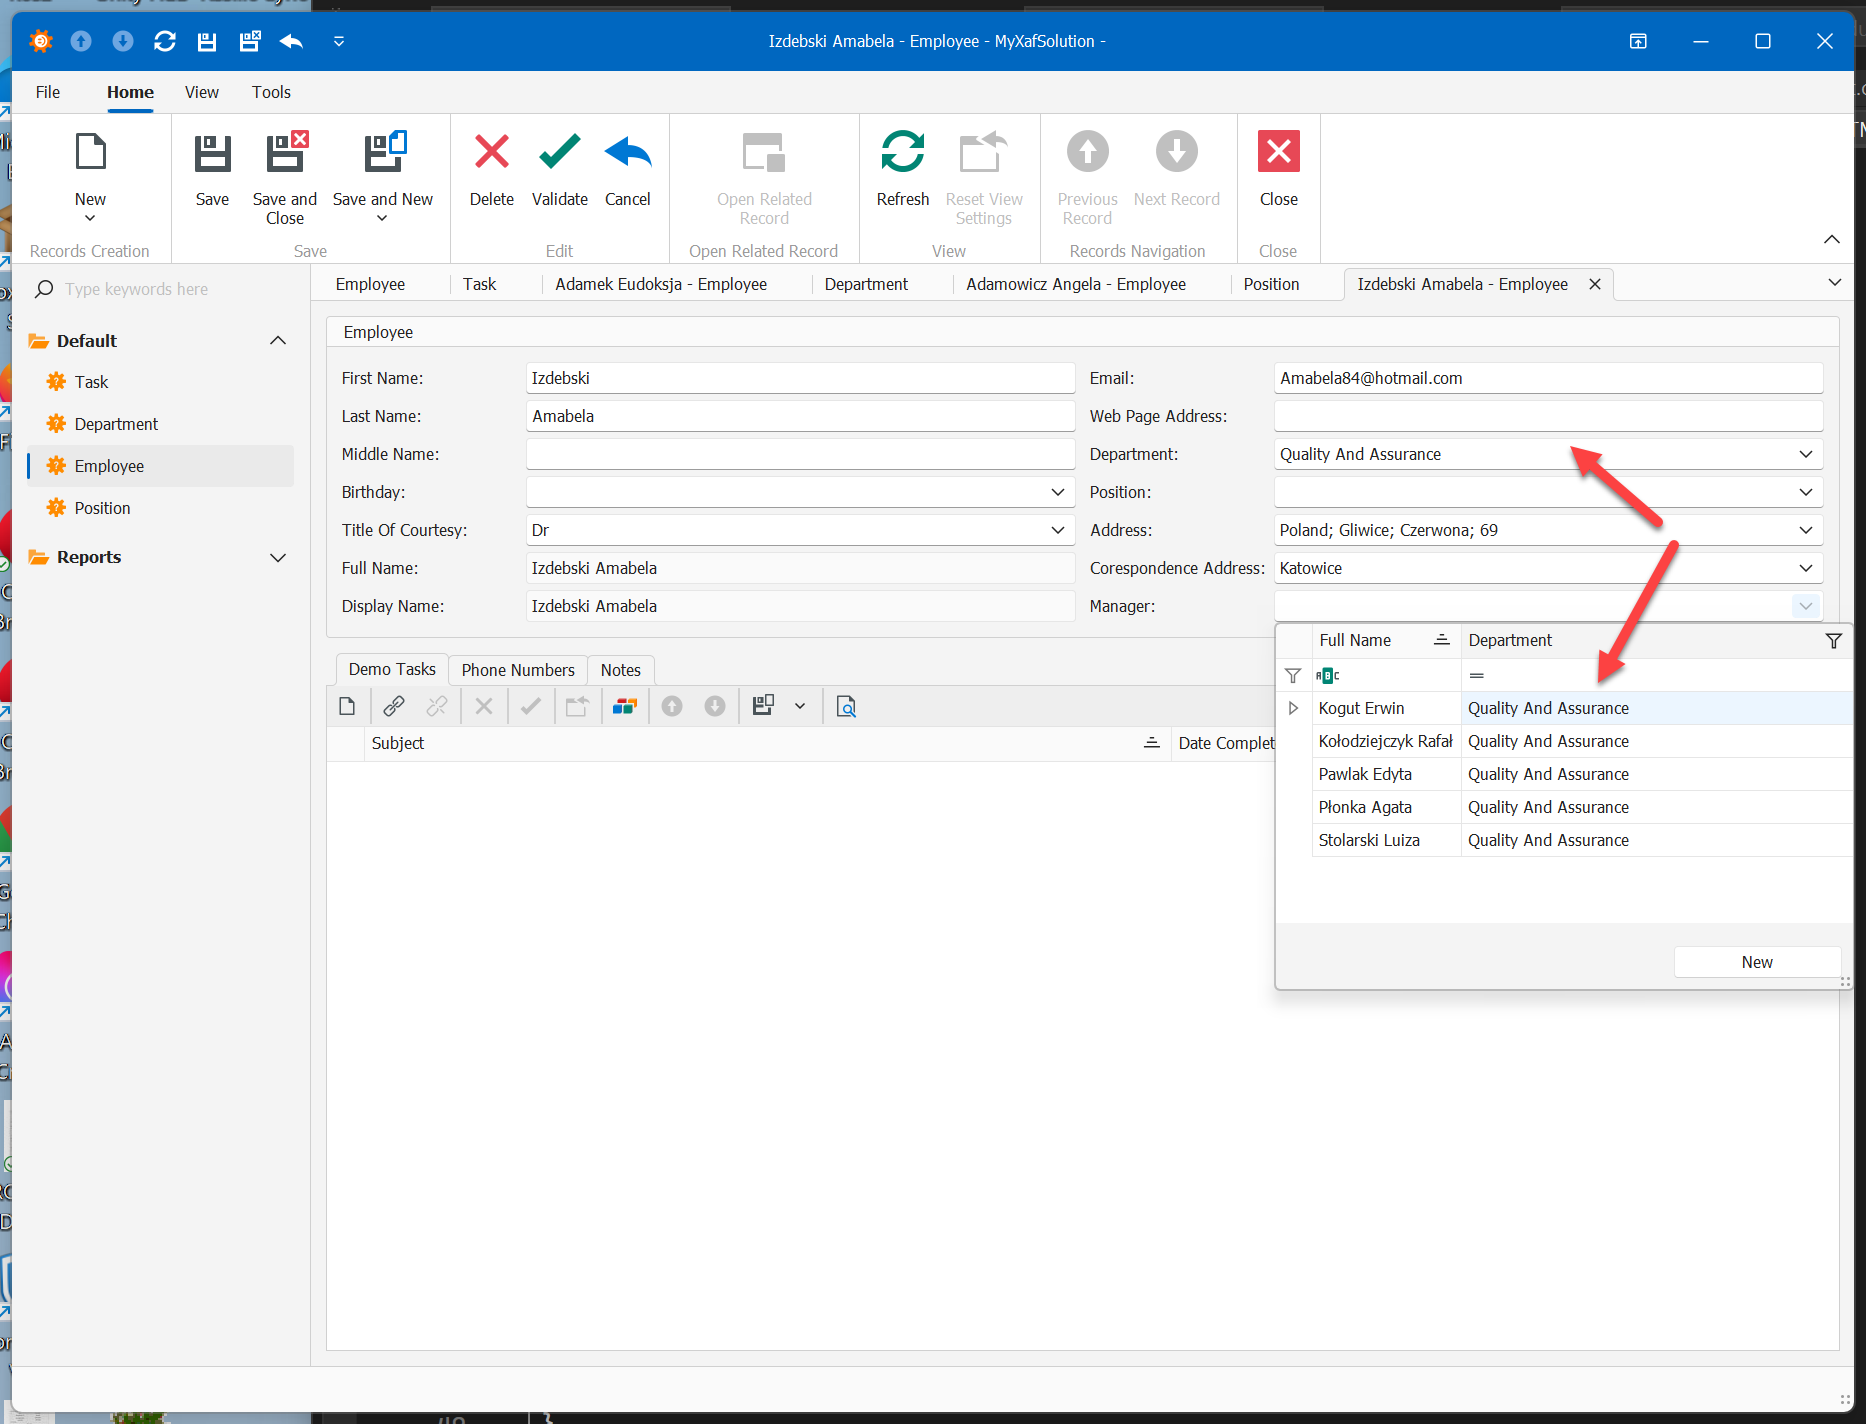 Izdebski Amabela - Employee - MyXafSolution -
File Home View Tools
New Save Save and Close Save and New Delete Validate Cancel Open Related Record Refresh Reset View Settings Previous Record Next Record Close
Records Creation Save Edit Open Related Record View Records Navigation Close
Type keywords here
Default
Task
Department
Employee
Position
Reports
Employee Task Adamek Eudoksja - Employee Department Adamowicz Angela - Employee Position Izdebski Amabela - Employee
Employee
First Name: Izdebski Email: Amabela84@hotmail.com
Last Name: Amabela Web Page Address:
Middle Name: Department: Quality And Assurance
Birthday: Position:
Title Of Courtesy: Dr Address: Poland; Gliwice; Czerwona; 69
Full Name: Izdebski Amabela Corespondence Address: Katowice
Display Name: Izdebski Amabela Manager:
Demo Tasks Phone Numbers Notes
Subject Date Complet
Full Name Department
ABC =
Kogut Erwin Quality And Assurance
Kołodziejczyk Rafał Quality And Assurance
Pawlak Edyta Quality And Assurance
Płonka Agata Quality And Assurance
Stolarski Luiza Quality And Assurance
New